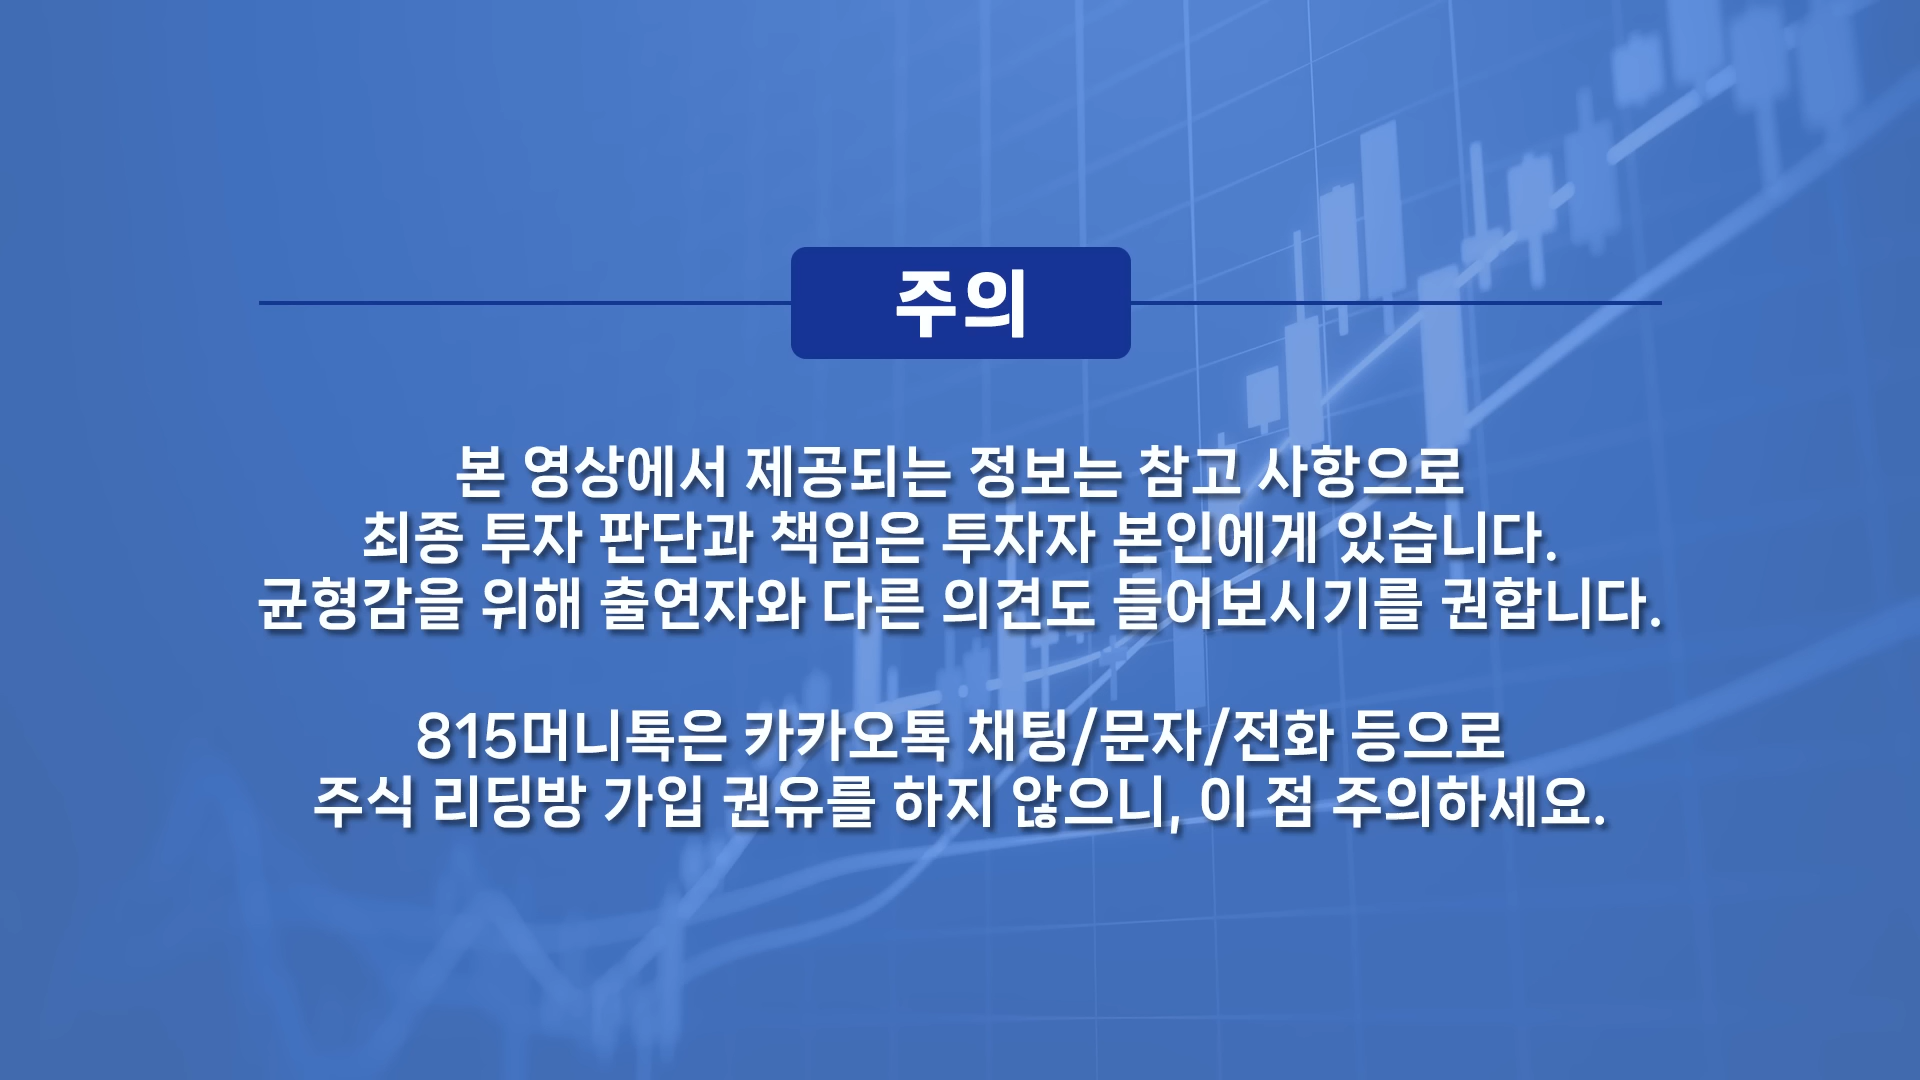 주의
본 영상에서 제공되는 정보는 참고 사항으로
최종 투자 판단과 책임은 투자자 본인에게 있습니다.
균형감을 위해 출연자와 다른 의견도 들어보시기를 권합니다.
815머니톡은 카카오톡 채팅/문자/전화 등으로
주식 리딩방 가입 권유를 하지 않으니, 이 점 주의하세요.